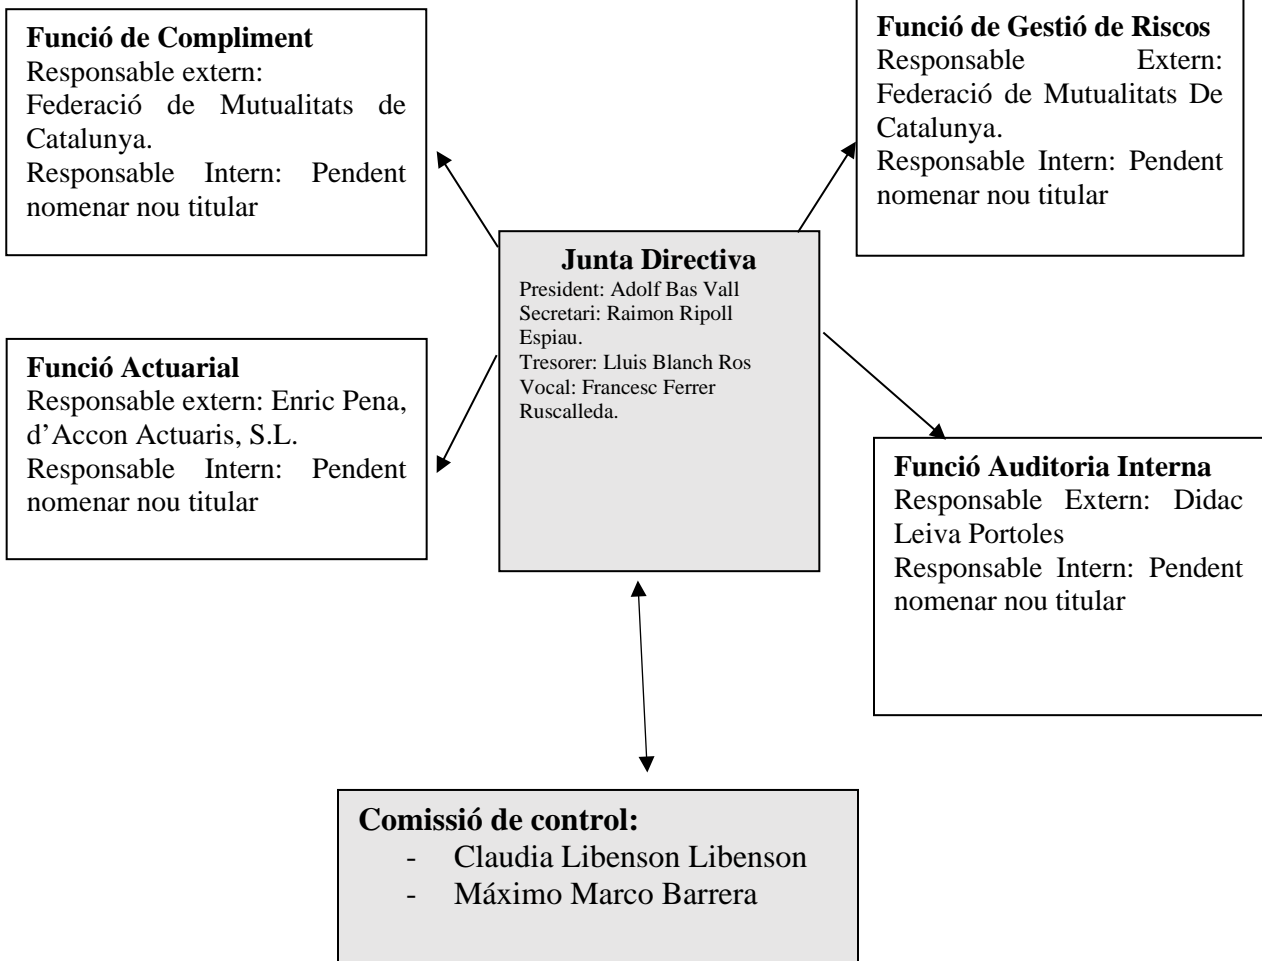 Funció de Compliment
Responsable extern:
Federació de Mutualitats de
Catalunya.
Responsable Intern: Pendent
nomenar nou titular
Funció de Gestió de Riscos
Responsable Extern:
Federació de Mutualitats De
Catalunya.
Responsable Intern: Pendent
nomenar nou titular
Junta Directiva
President: Adolf Bas Vall
Secretari: Raimon Ripoll
Espiau.
Tresorer: Lluis Blanch Ros
Vocal: Francesc Ferrer
Ruscalleda.
Funció Actuarial
Responsable extern: Enric Pena,
d’Accon Actuaris, S.L.
Responsable Intern: Pendent
nomenar nou titular
Funció Auditoria Interna
Responsable Extern: Didac
Leiva Portoles
Responsable Intern: Pendent
nomenar nou titular
Comissió de control:
- Claudia Libenson Libenson
- Máximo Marco Barrera